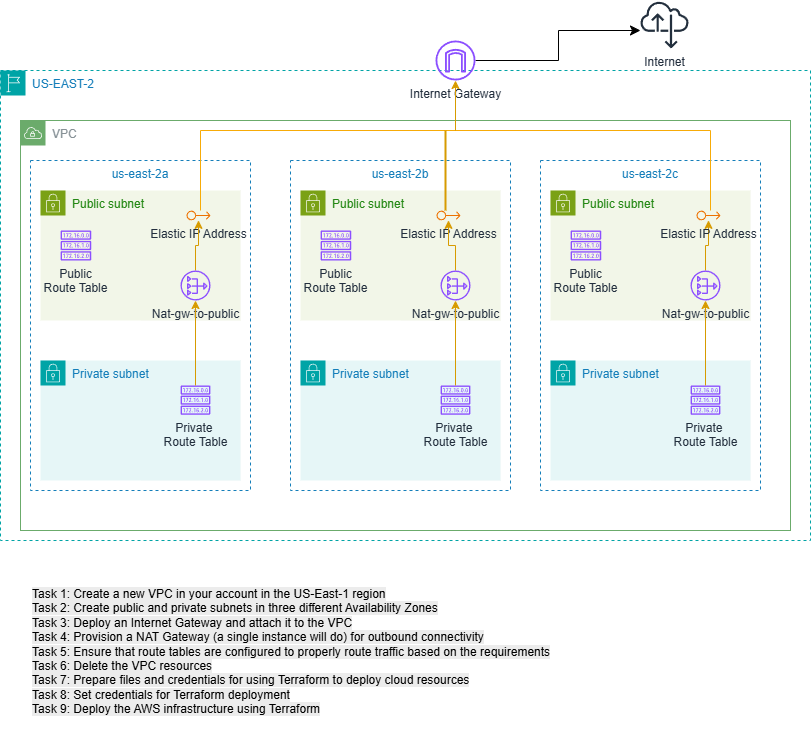 Internet
US-EAST-2
Internet Gateway
VPC
us-east-2a
us-east-2b
us-east-2c
Public subnet
Public subnet
Public subnet
Elastic IP Address
Elastic IP Address
Elastic IP Address
172.16.0.0
172.16.1.0
172.16.2.0
172.16.0.0
172.16.1.0
172.16.2.0
172.16.0.0
172.16.1.0
172.16.2.0
Public
Route Table
Public
Route Table
Public
Route Table
Nat-gw-to-public
Nat-gw-to-public
Nat-gw-to-public
Private subnet
Private subnet
Private subnet
172.16.0.0
172.16.1.0
172.16.2.0
172.16.0.0
172.16.1.0
172.16.2.0
172.16.0.0
172.16.1.0
172.16.2.0
Private
Route Table
Private
Route Table
Private
Route Table
Task 1: Create a new VPC in your account in the US-East-1 region
Task 2: Create public and private subnets in three different Availability Zones
Task 3: Deploy an Internet Gateway and attach it to the VPC
Task 4: Provision a NAT Gateway (a single instance will do) for outbound connectivity
Task 5: Ensure that route tables are configured to properly route traffic based on the requirements
Task 6: Delete the VPC resources
Task 7: Prepare files and credentials for using Terraform to deploy cloud resources
Task 8: Set credentials for Terraform deployment
Task 9: Deploy the AWS infrastructure using Terraform